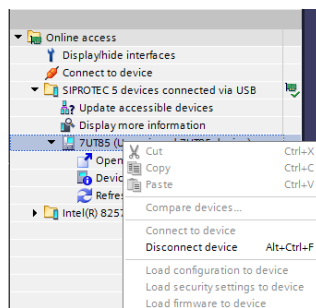 Online access
Display/hide interfaces
Connect to device
SIPROTEC 5 devices connected via USB
Update accessible devices
Display more information
7UT85
Open
Devic
Refres
Intel(R) 8257
Cut Ctrl+X
Copy Ctrl+C
Paste Ctrl+V
Compare devices...
Connect to device
Disconnect device Alt+Ctrl+F
Load configuration to device
Load security settings to device
Load firmware to device